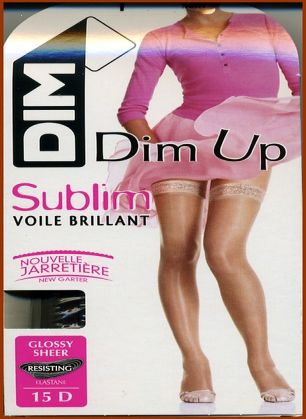 DIM
Dim Up
Sublim
VOILE BRILLANT
NOUVELLE
JARRETIÈRE
NEW GARTER
GLOSSY
SHEER
RESISTING
ELASTANE
15 D